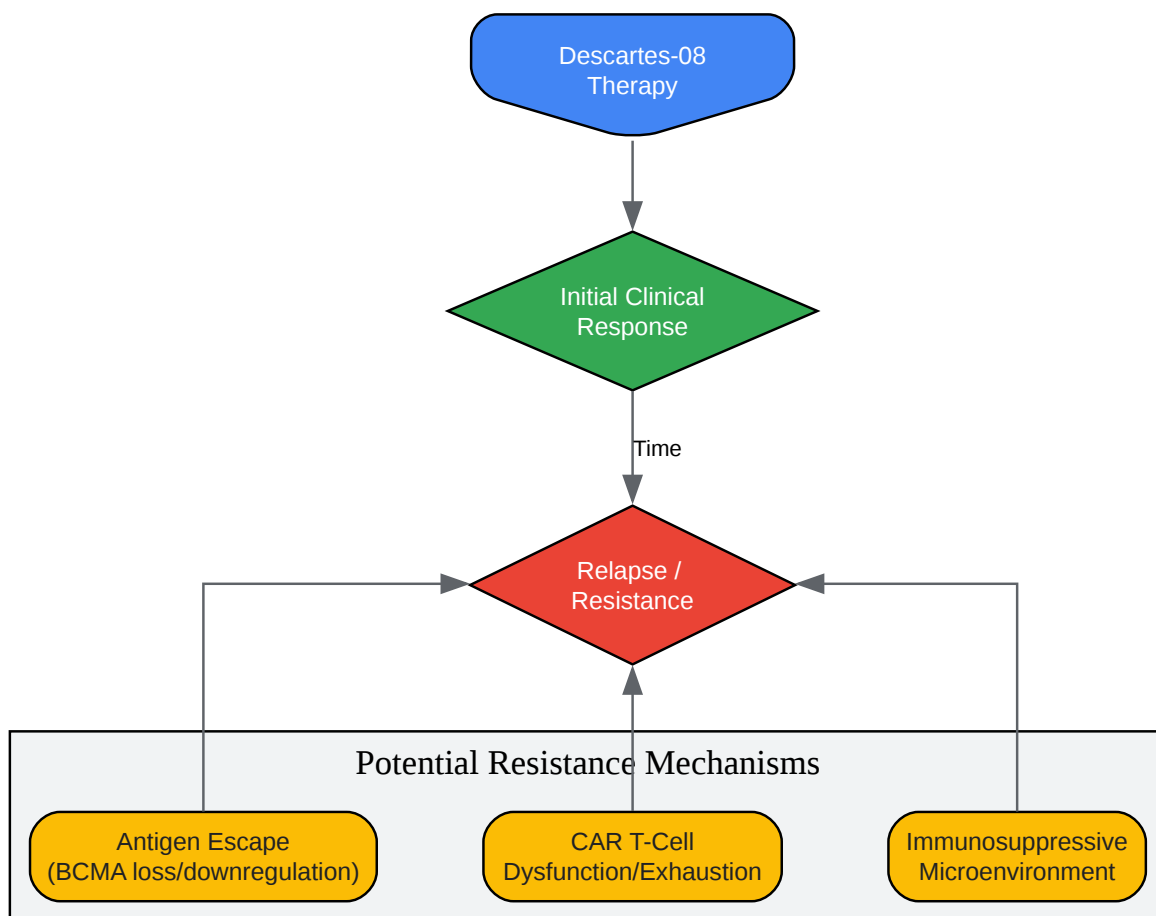 Descartes-08
Therapy
Initial Clinical
Response
Time
Relapse /
Resistance
Potential Resistance Mechanisms
Antigen Escape
(BCMA loss/downregulation)
CAR T-Cell
Dysfunction/Exhaustion
Immunosuppressive
Microenvironment